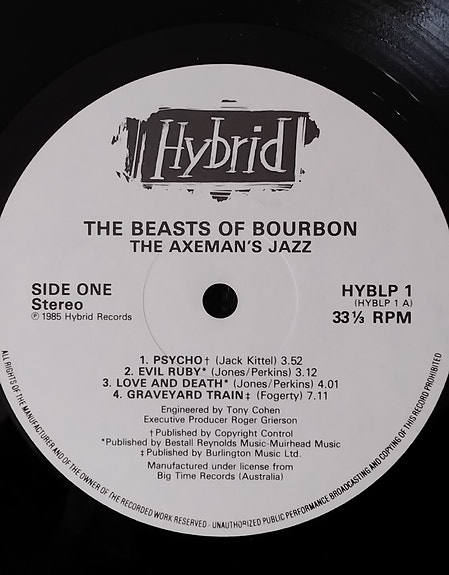 Hybrid
THE BEASTS OF BOURBON
THE AXEMAN'S JAZZ
SIDE ONE
Stereo
℗ 1985 Hybrid Records
HYBLP 1
(HYBLP 1 A)
33⅓ RPM
1. PSYCHO† (Jack Kittel) 3.52
2. EVIL RUBY* (Jones/Perkins) 3.12
3. LOVE AND DEATH* (Jones/Perkins) 4.01
4. GRAVEYARD TRAIN‡ (Fogerty) 7.11
Engineered by Tony Cohen
Executive Producer Roger Grierson
†Published by Copyright Control
*Published by Bestall Reynolds Music-Muirhead Music
‡Published by Burlington Music Ltd.
Manufactured under license from
Big Time Records (Australia)
ALL RIGHTS OF THE MANUFACTURER AND OF THE OWNER OF THE RECORDED WORK RESERVED - UNAUTHORIZED PUBLIC PERFORMANCE BROADCASTING AND COPYING OF THIS RECORD PROHIBITED